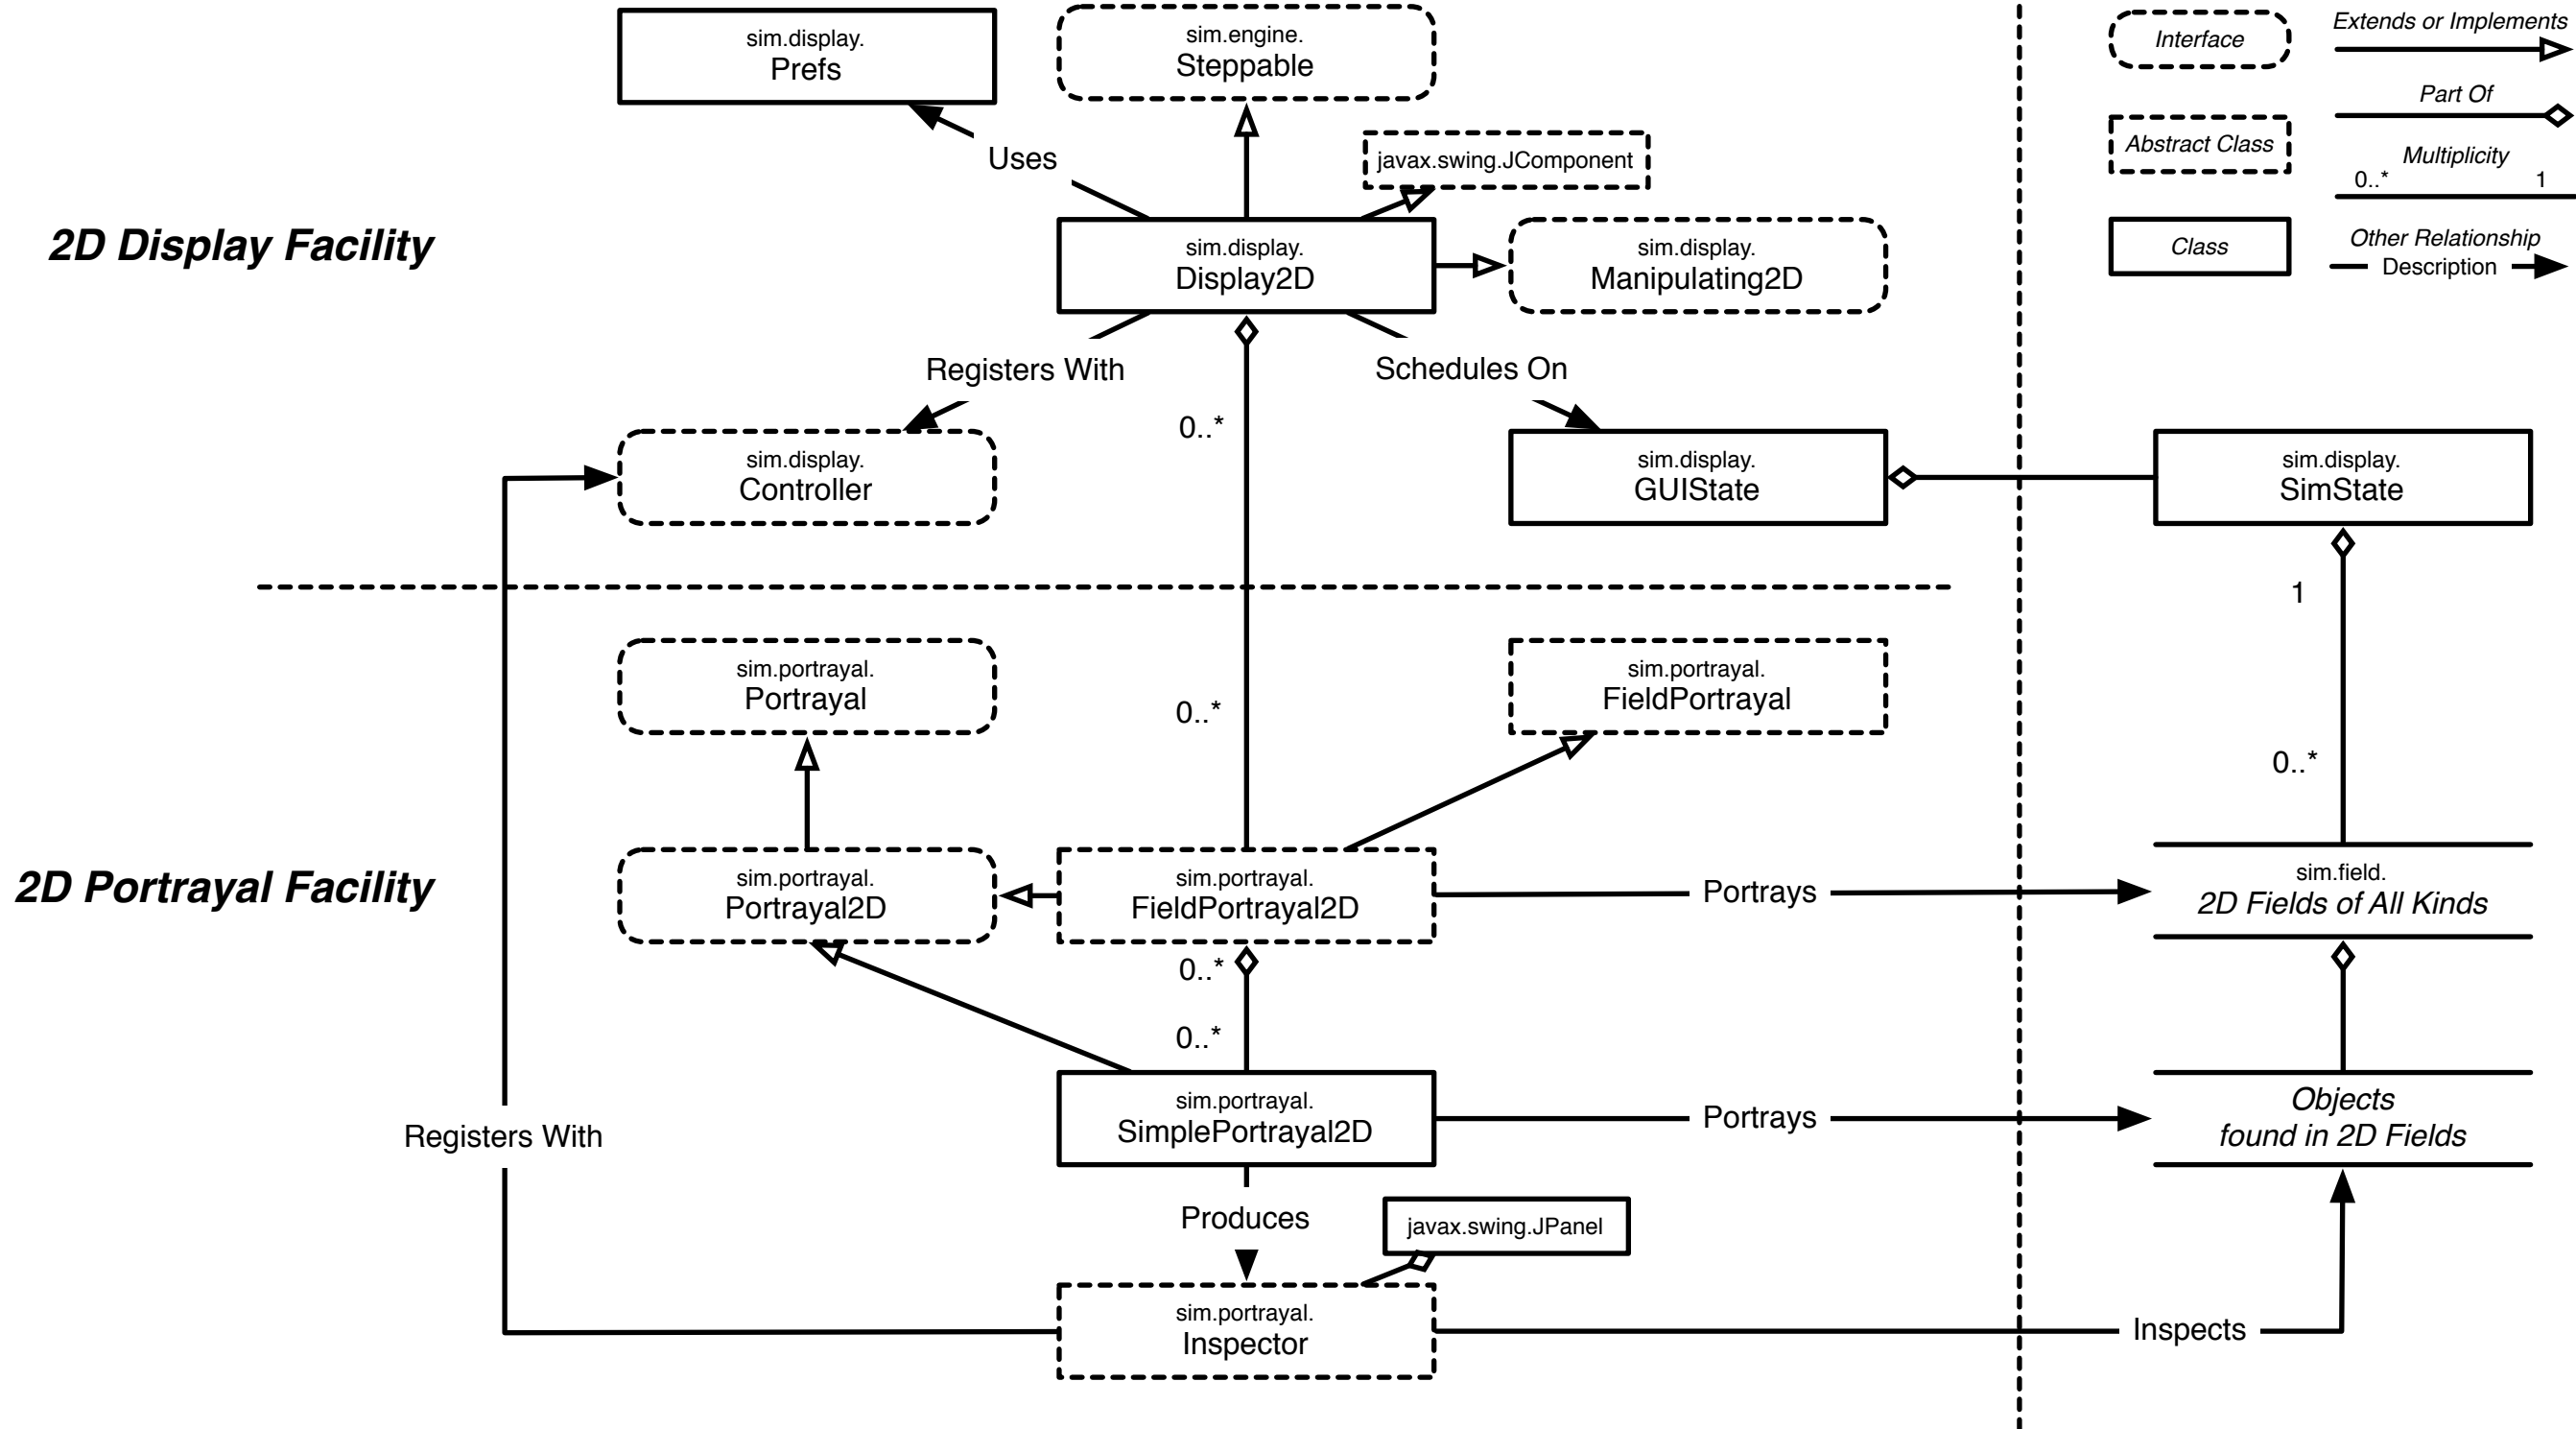 sim.display.
Prefs
sim.engine.
Steppable
Interface
Extends or Implements
Part Of
Abstract Class
Multiplicity
0..*
1
Class
Other Relationship
Description
Uses
javax.swing.JComponent
2D Display Facility
sim.display.
Display2D
sim.display.
Manipulating2D
Registers With
Schedules On
0..*
sim.display.
Controller
sim.display.
GUIState
sim.display.
SimState
1
sim.portrayal.
Portrayal
0..*
sim.portrayal.
FieldPortrayal
0..*
2D Portrayal Facility
sim.portrayal.
Portrayal2D
sim.portrayal.
FieldPortrayal2D
Portrays
sim.field.
2D Fields of All Kinds
0..*
0..*
Registers With
sim.portrayal.
SimplePortrayal2D
Portrays
Objects
found in 2D Fields
Produces
javax.swing.JPanel
sim.portrayal.
Inspector
Inspects